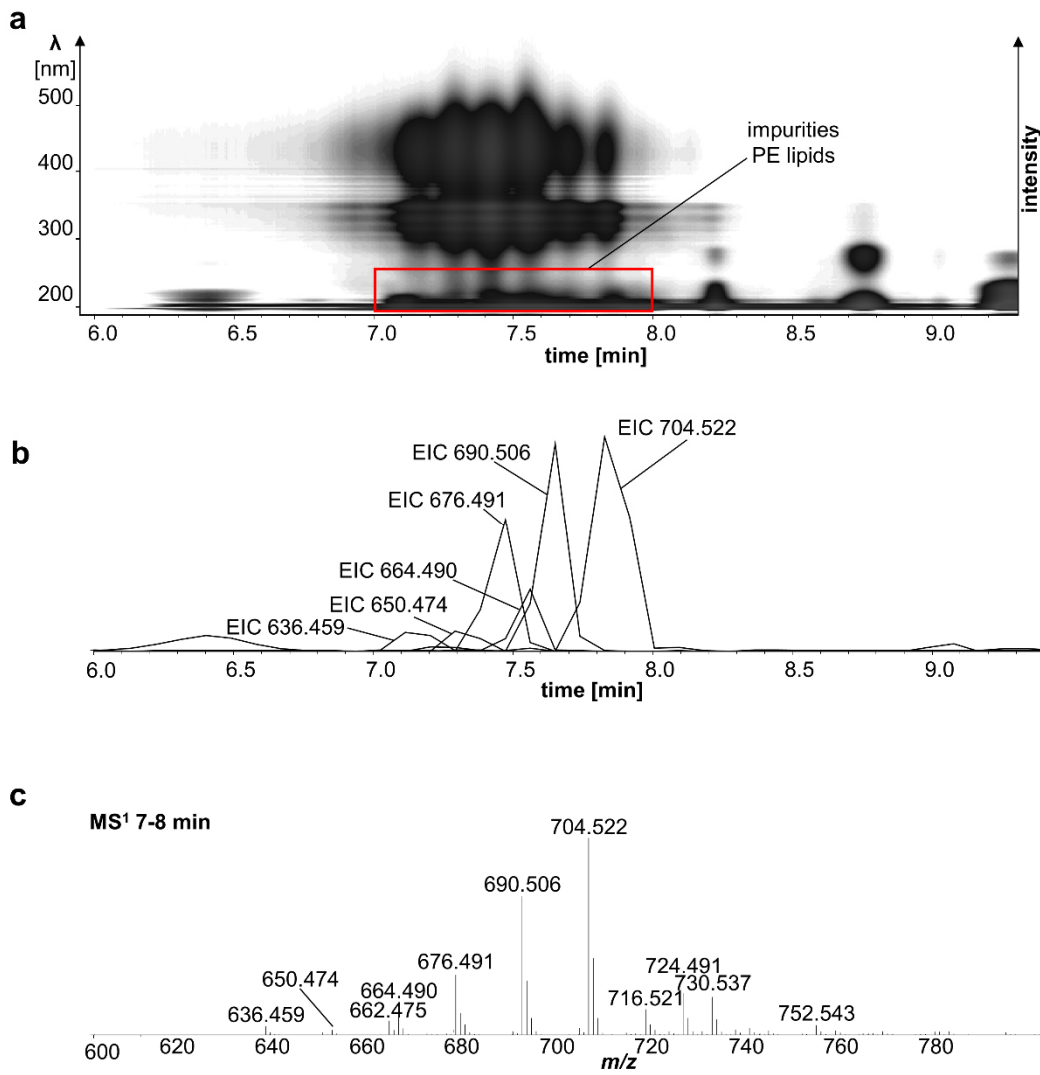 a
λ
[nm]
500
400
300
200
impurities
PE lipids
intensity
6.0 6.5 7.0 7.5 8.0 8.5 9.0
time [min]
b
EIC 704.522
EIC 690.506
EIC 676.491
EIC 664.490
EIC 650.474
EIC 636.459
6.0 6.5 7.0 7.5 8.0 8.5 9.0
time [min]
c
MS¹ 7-8 min
704.522
690.506
676.491
724.491
650.474
664.490
730.537
662.475
716.521
636.459
752.543
600 620 640 660 680 700 720 740 760 780
m/z